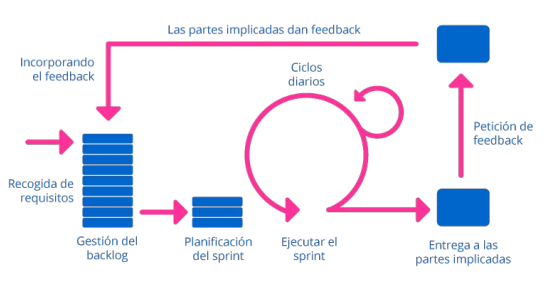 Las partes implicadas dan feedback
Incorporando
el feedback
Ciclos
diarios
Petición de
feedback
Recogida de
requisitos
Gestión del
backlog
Planificación
del sprint
Ejecutar el
sprint
Entrega a las
partes implicadas